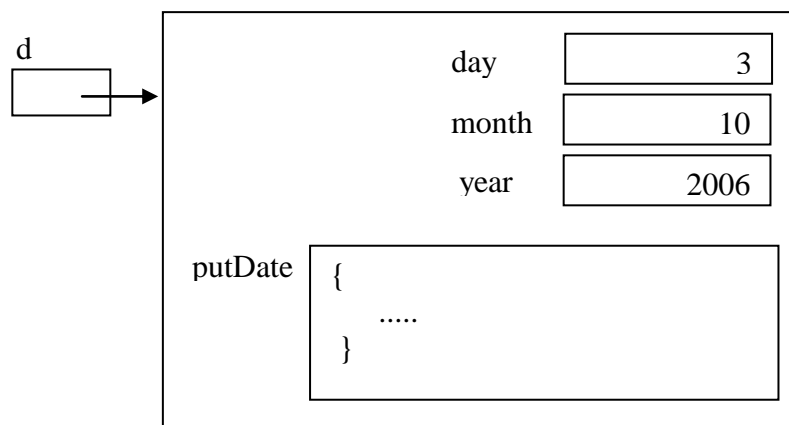 d
day 3
month 10
year 2006
putDate {
.....
}